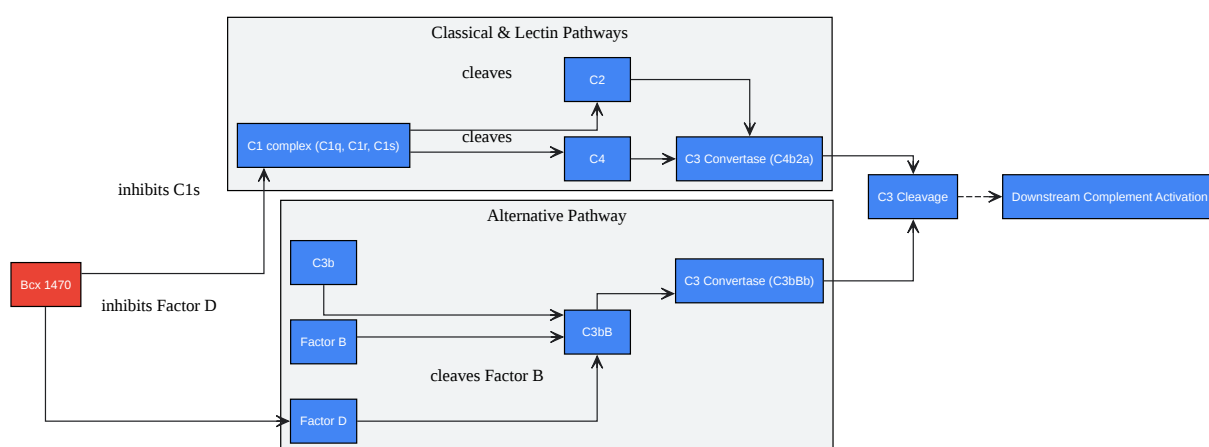 Classical & Lectin Pathways
cleaves
C2
C1 complex (C1q, C1r, C1s)
cleaves
C4
C3 Convertase (C4b2a)
inhibits C1s
C3 Cleavage
Downstream Complement Activation
Alternative Pathway
C3b
C3 Convertase (C3bBb)
Bcx 1470
inhibits Factor D
Factor B
C3bB
cleaves Factor B
Factor D